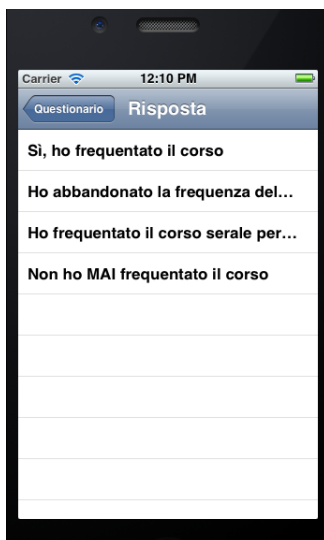 Carrier 12:10 PM
Questionario Risposta
Sì, ho frequentato il corso
Ho abbandonato la frequenza del...
Ho frequentato il corso serale per...
Non ho MAI frequentato il corso